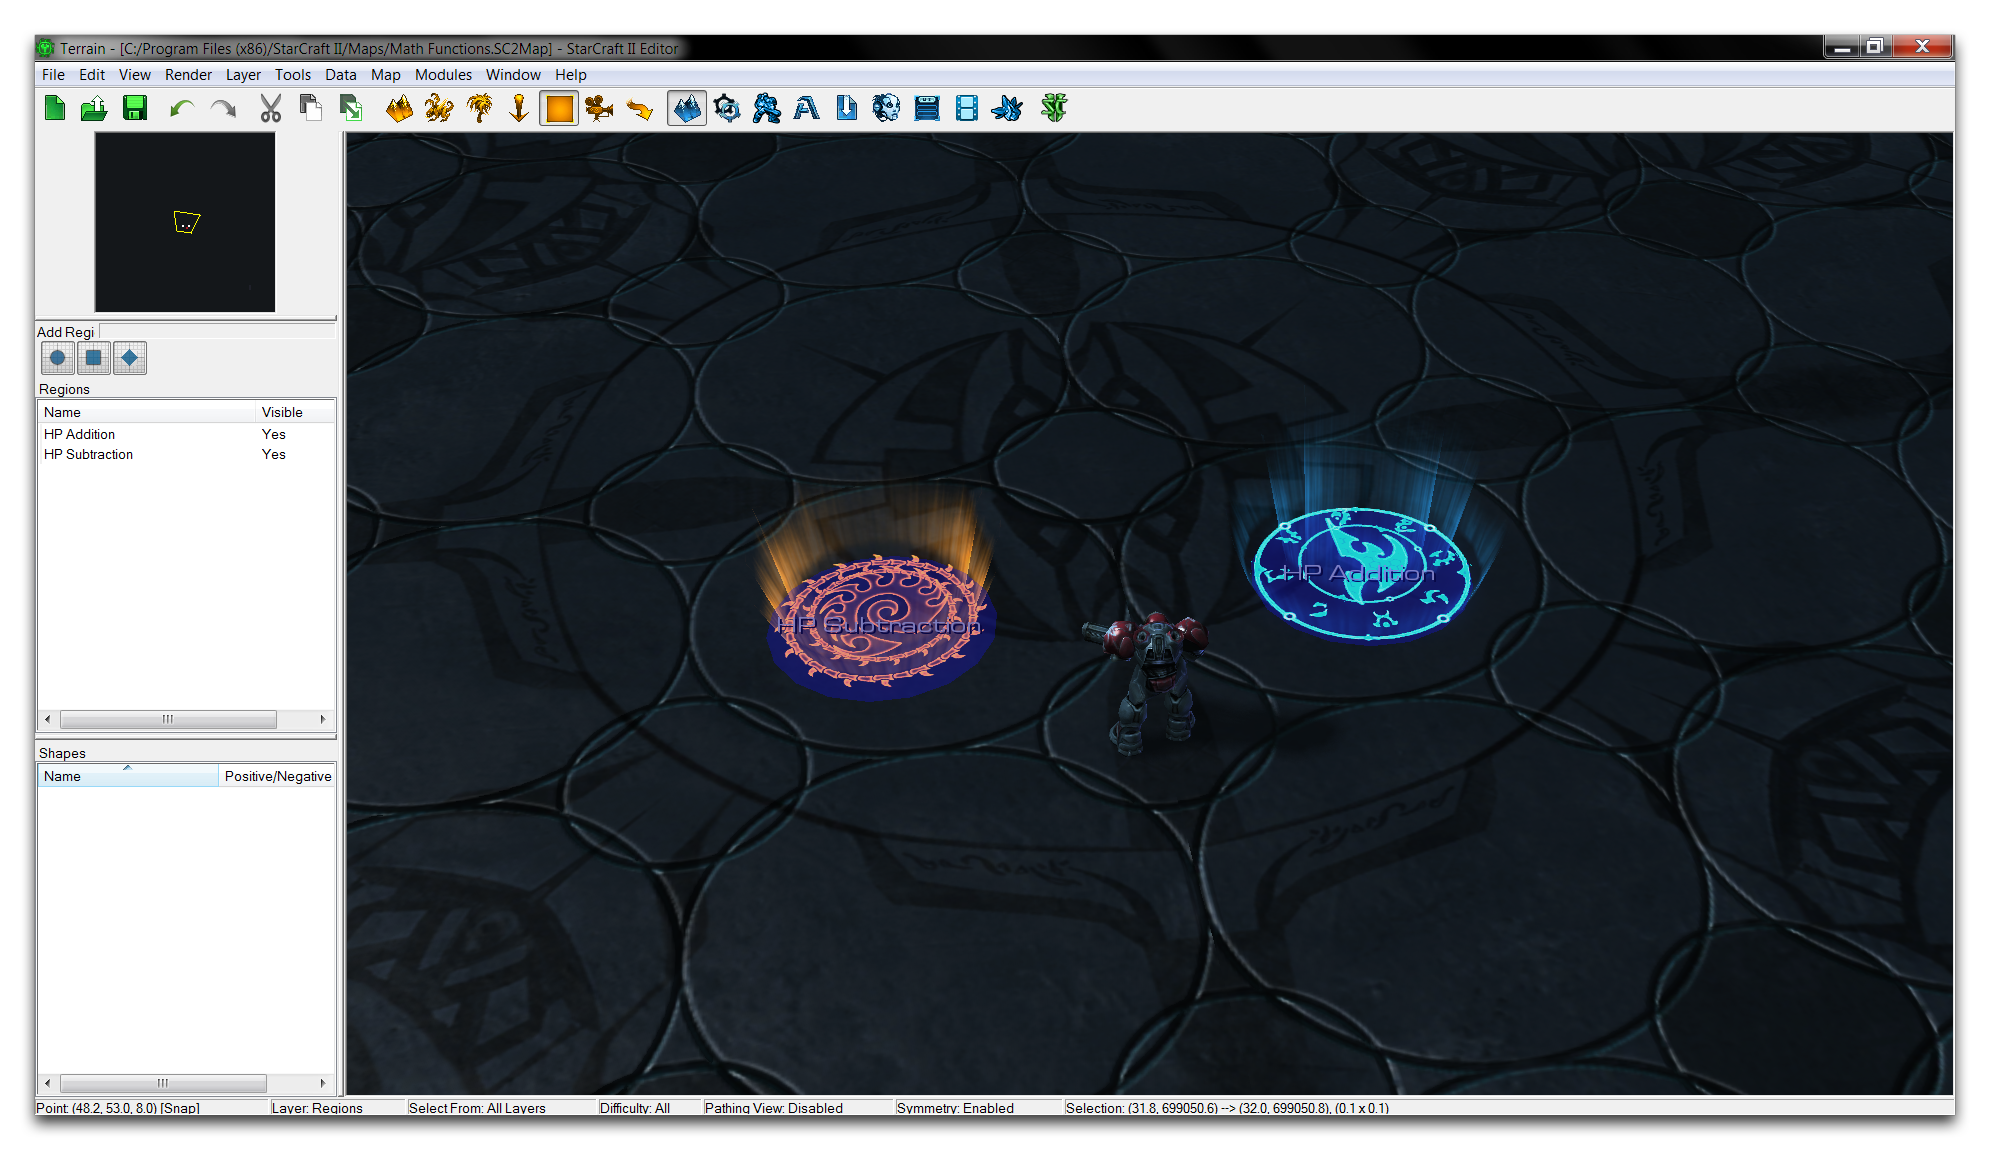 Terrain - [C:/Program Files (x86)/StarCraft II/Maps/Math Functions.SC2Map] - StarCraft II Editor
File Edit View Render Layer Tools Data Map Modules Window Help
Add Regi
Regions
Name Visible
HP Addition Yes
HP Subtraction Yes
HP Addition
HP Subtraction
Shapes
Name Positive/Negative
Point: (48.2, 53.0, 8.0) [Snap] Layer: Regions Select From: All Layers Difficulty: All Pathing View: Disabled Symmetry: Enabled Selection: (31.8, 699050.6) --> (32.0, 699050.8), (0.1 x 0.1)